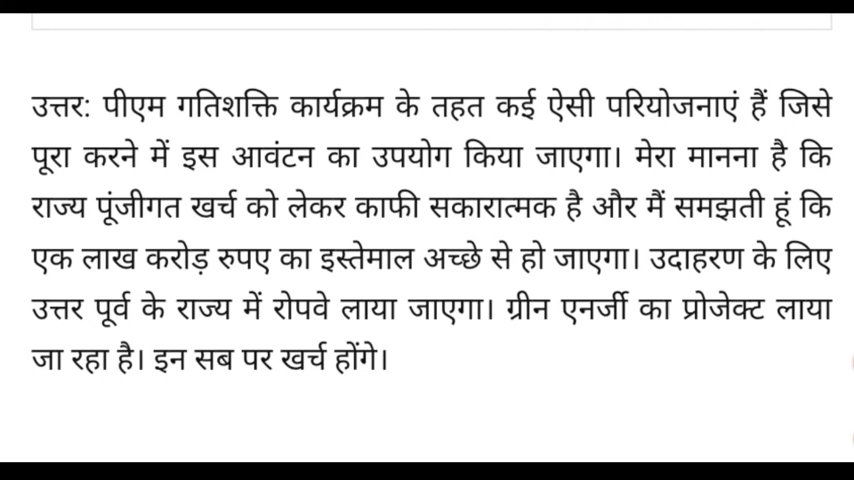 उत्तर: पीएम गतिशक्ति कार्यक्रम के तहत कई ऐसी परियोजनाएं हैं जिसे
पूरा करने में इस आवंटन का उपयोग किया जाएगा। मेरा मानना है कि
राज्य पूंजीगत खर्च को लेकर काफी सकारात्मक है और मैं समझती हूं कि
एक लाख करोड़ रुपए का इस्तेमाल अच्छे से हो जाएगा। उदाहरण के लिए
उत्तर पूर्व के राज्य में रोपवे लाया जाएगा। ग्रीन एनर्जी का प्रोजेक्ट लाया
जा रहा है। इन सब पर खर्च होंगे।